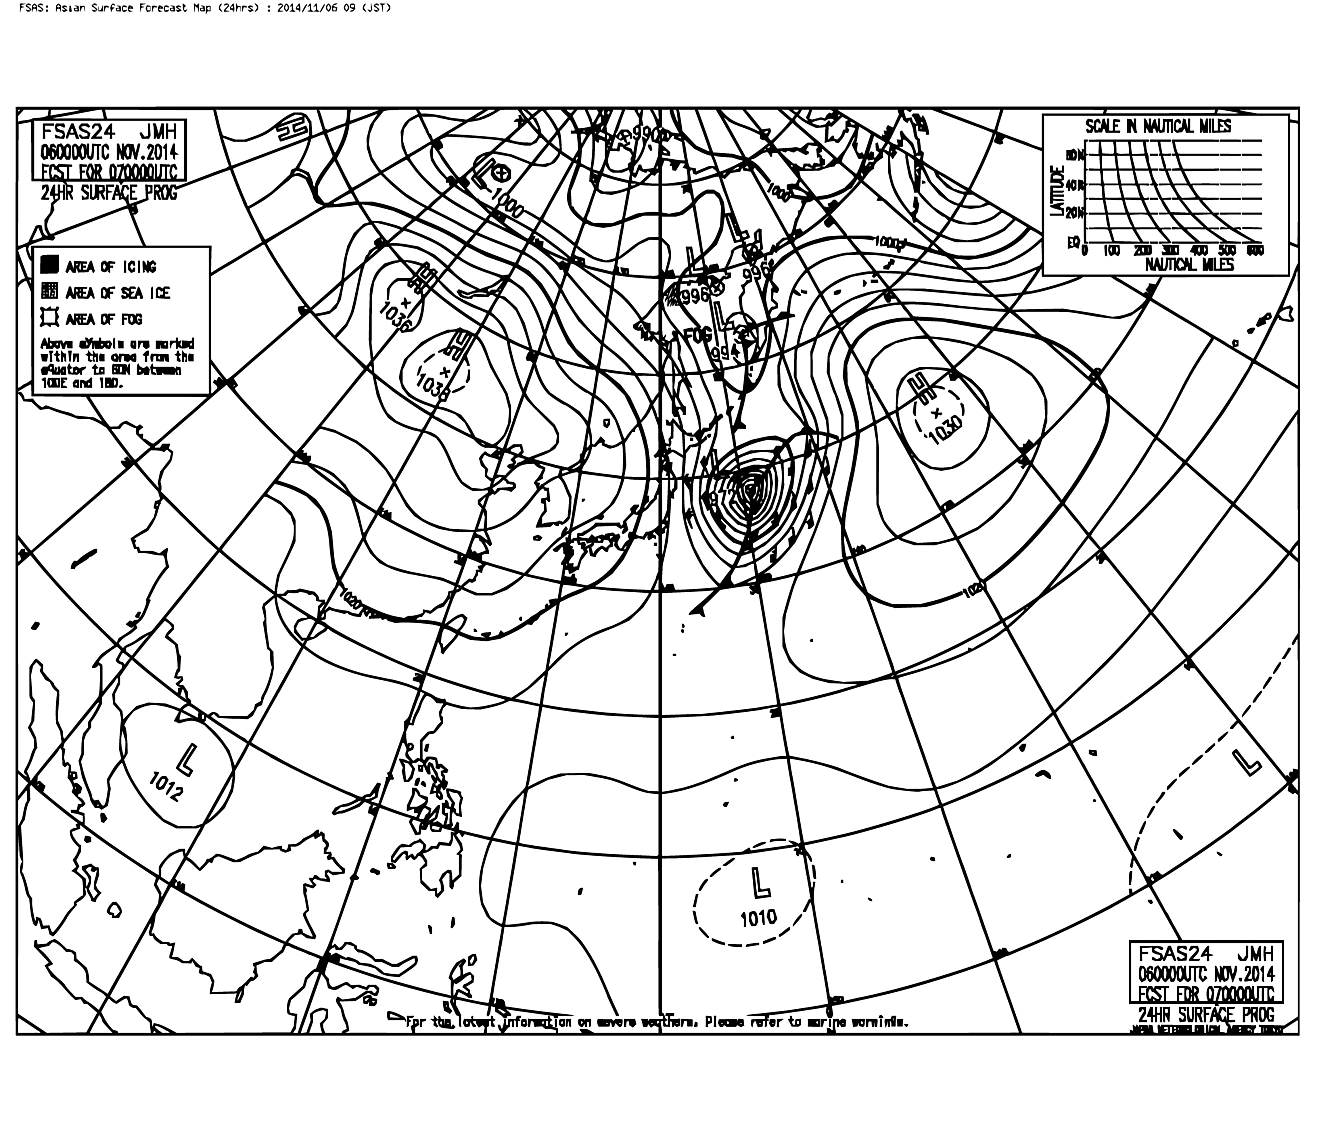 FSAS: Asian Surface Forecast Map (24hrs) : 2014/11/06 09 (JST)
FSAS24 JMH
060000UTC NOV.2014
FCST FOR 070000UTC
24HR SURFACE PROG
AREA OF ICING
AREA OF SEA ICE
AREA OF FOG
Above symbols are marked
within the area from the
equator to 60N between
100E and 180.
SCALE IN NAUTICAL MILES
LATITUDE
60N
40N
20N
EQ
0 100 200 300 400 500 600
NAUTICAL MILES
H
990
L
1000
1000
L
996
L
996
1000
H
1036
L
FOG
994
H
1038
H
1030
1020
1020
L
1012
L
L
1010
FSAS24 JMH
060000UTC NOV.2014
FCST FOR 070000UTC
24HR SURFACE PROG
JAPAN METEOROLOGICAL AGENCY TOKYO
For the latest information on severe weathers, Please refer to marine warnings.